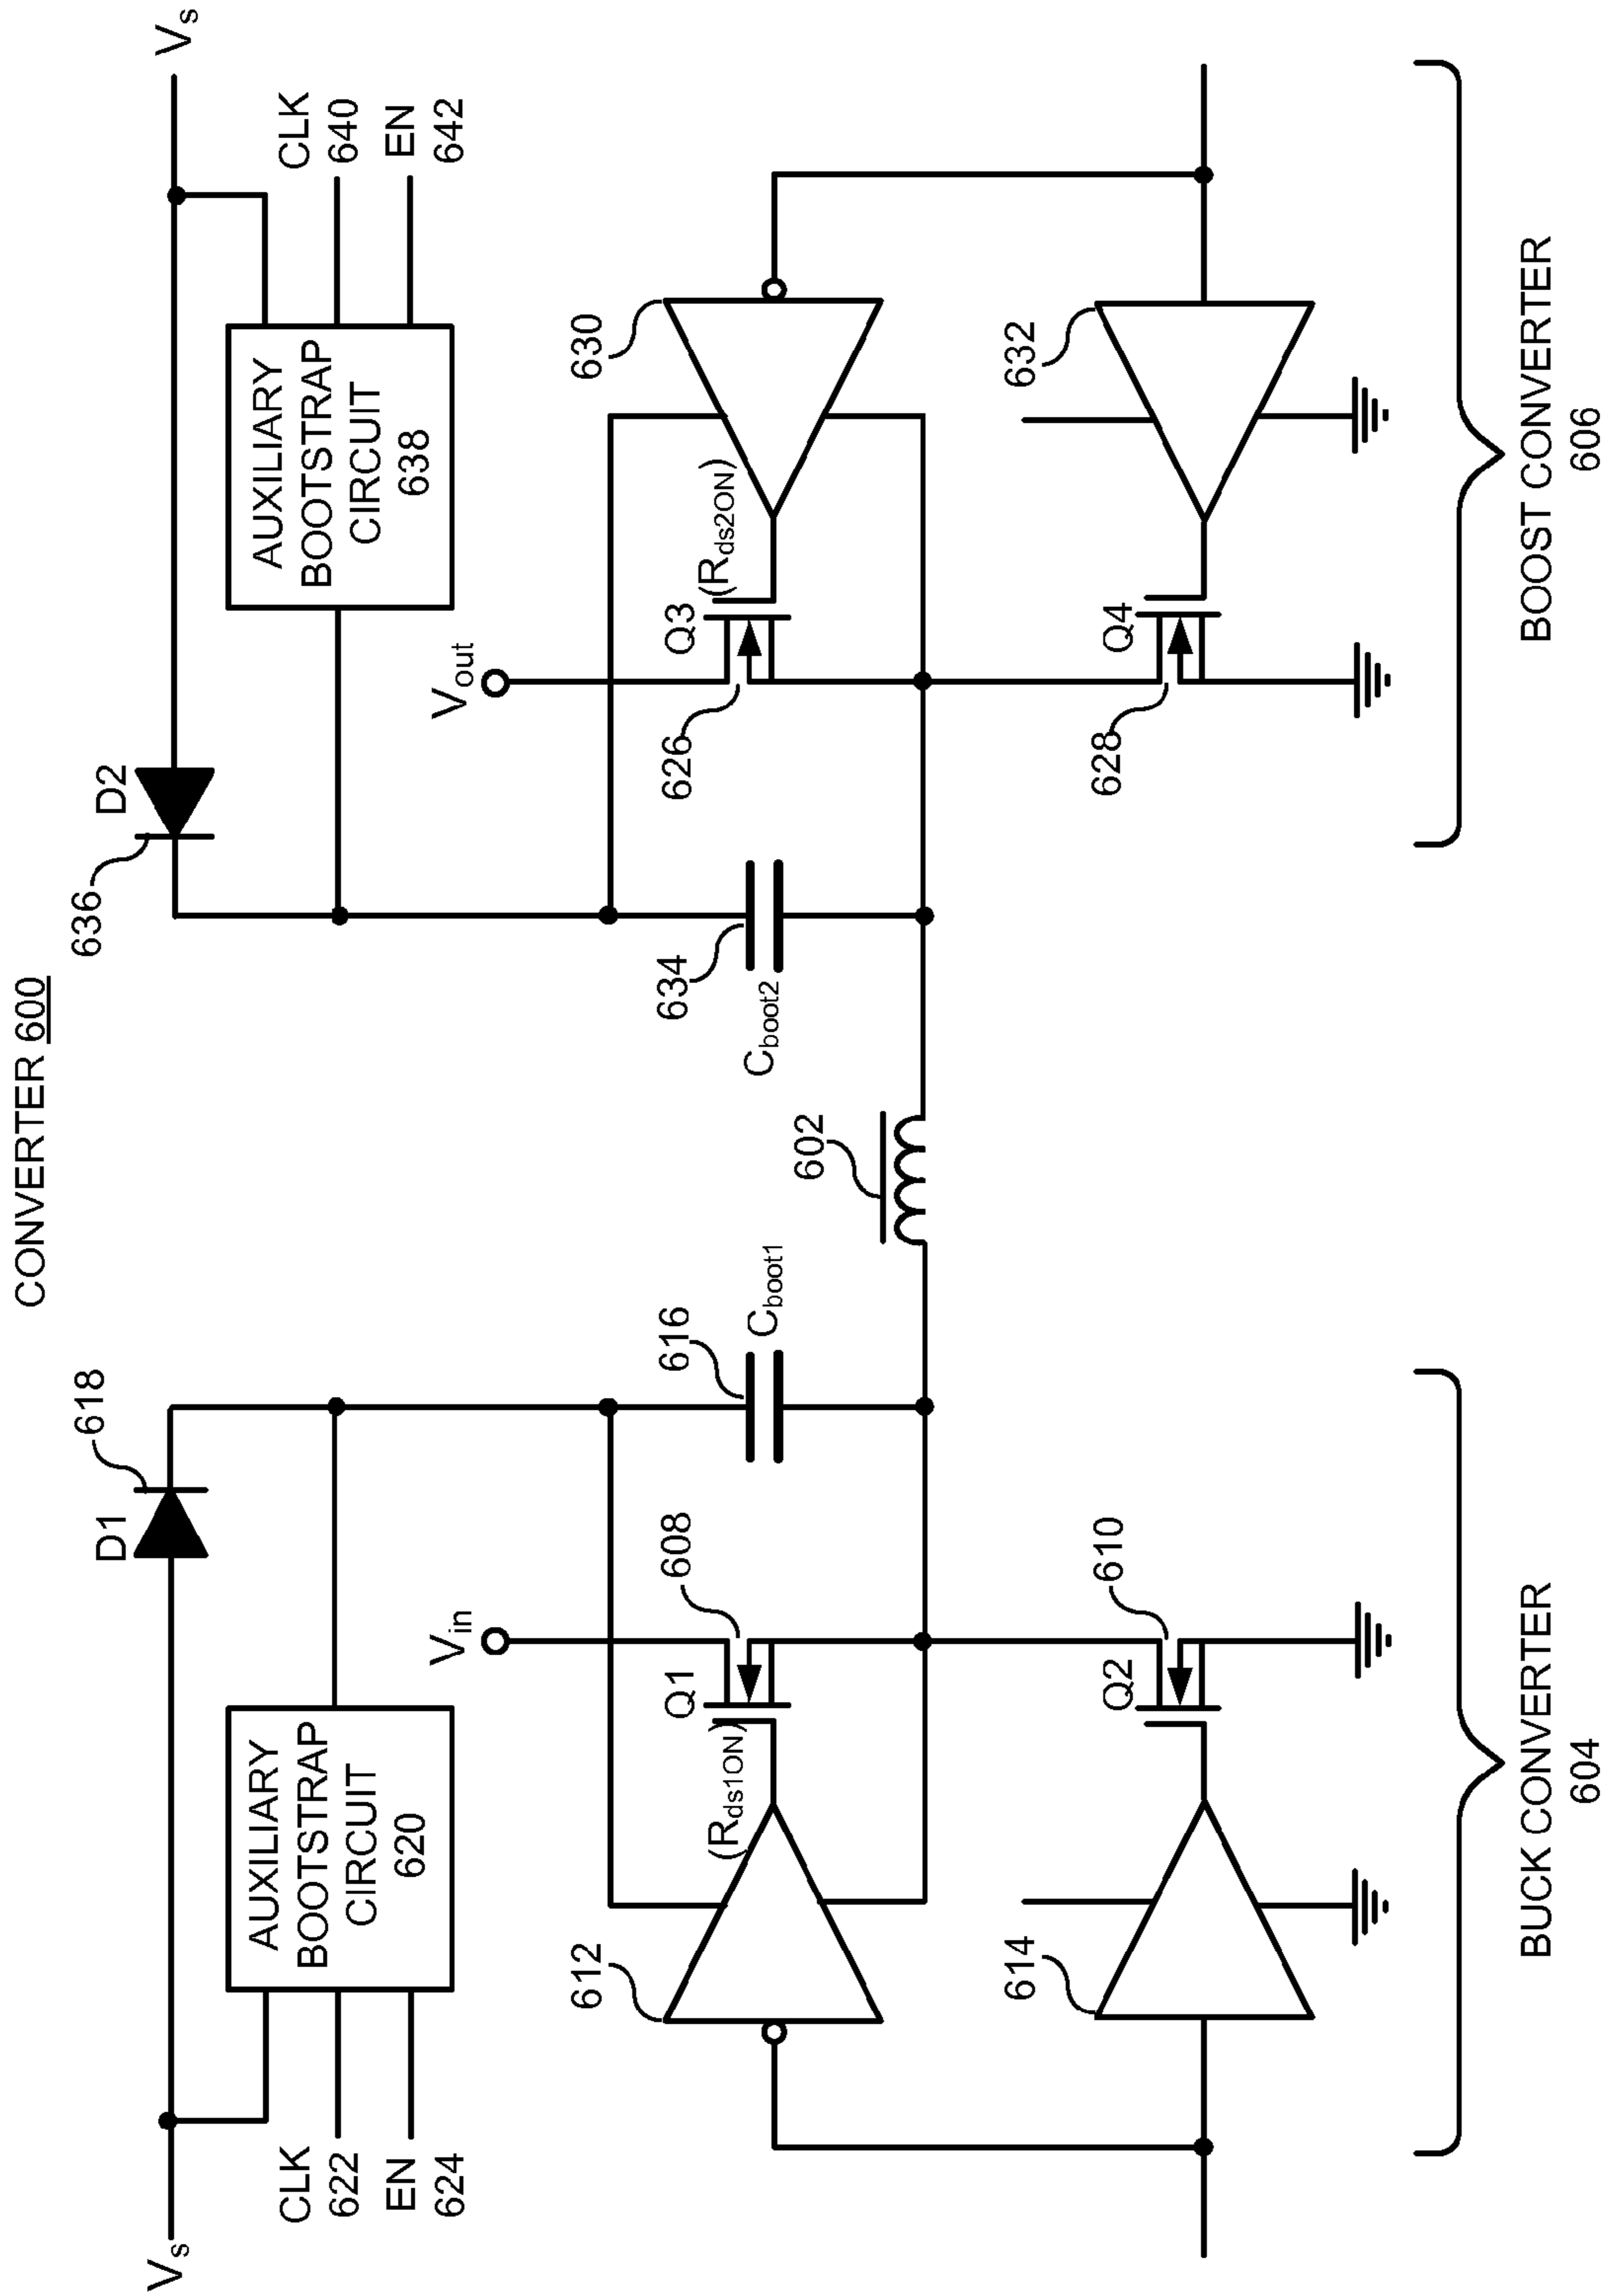 CONVERTER 600
Vs
D1
618
D2
636
Vs
AUXILIARY
BOOTSTRAP
CIRCUIT
620
CLK
622
EN
624
AUXILIARY
BOOTSTRAP
CIRCUIT
638
CLK
640
EN
642
Vin
Vout
612
Q1
(Rds1ON)
608
616
Cboot1
602
634
Cboot2
626
Q3
(Rds2ON)
630
614
Q2
610
628
Q4
632
BUCK CONVERTER
604
BOOST CONVERTER
606